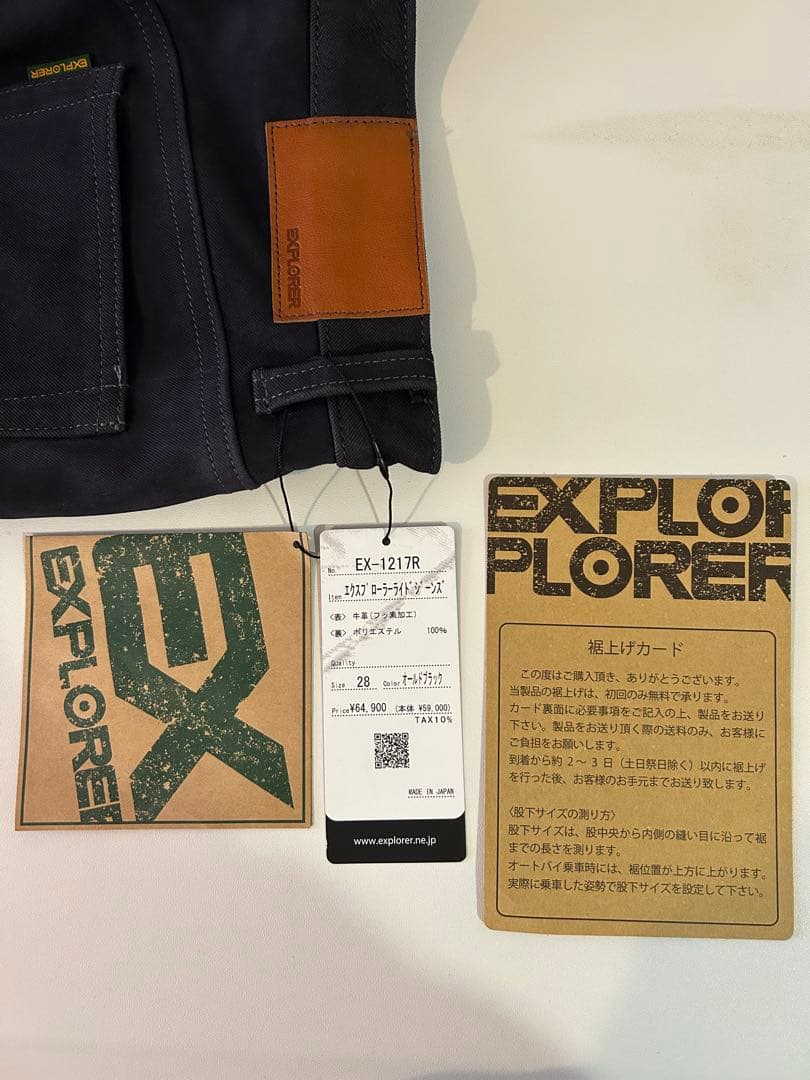 EXPLORER
EXPLORER
EX
EXPLORER
No. EX-1217R
Item エクスプローラーライドジーンズ
〈表〉 牛革(フッ素加工)
〈裏〉 ポリエステル 100%
Quality
Size 28 Color オールドブラック
Price ¥64,900 (本体 ¥59,000)
TAX10%
MADE IN JAPAN
www.explorer.ne.jp
EXPLOR
PLORER
裾上げカード
この度はご購入頂き、ありがとうございます。
当製品の裾上げは、初回のみ無料で承ります。
カード裏面に必要事項をご記入の上、製品をお送り
下さい。製品をお送り頂く際の送料のみ、お客様に
ご負担をお願いします。
到着から約 2〜3 日(土日祭日除く)以内に裾上げ
を行った後、お客様のお手元までお送り致します。
〈股下サイズの測り方〉
股下サイズは、股中央から内側の縫い目に沿って裾
までの長さを測ります。
オートバイ乗車時には、裾位置が上方に上がります。
実際に乗車した姿勢で股下サイズを設定して下さい。